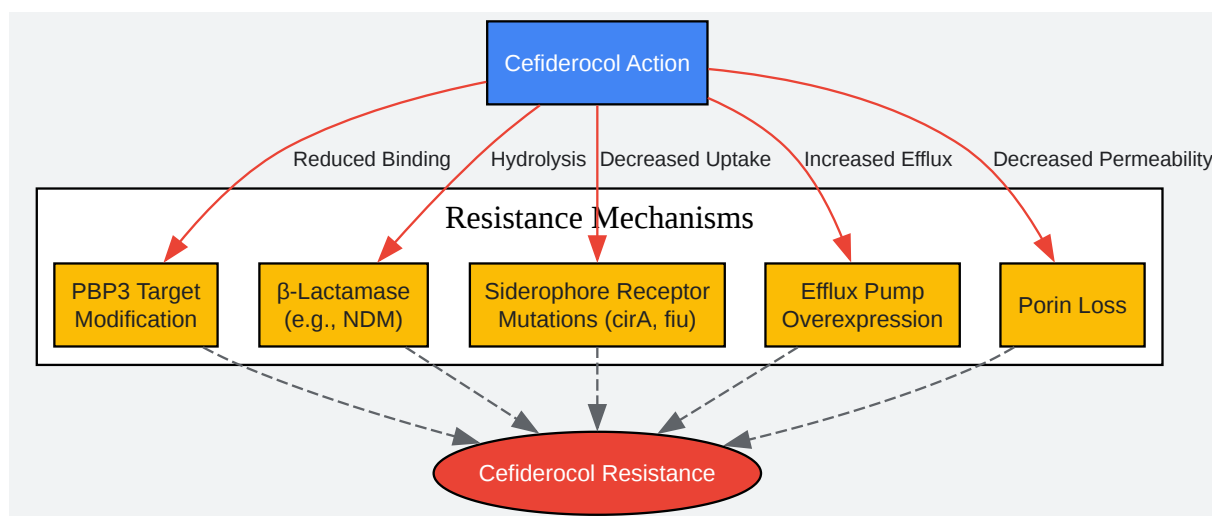 Cefiderocol Action
Reduced Binding
Hydrolysis
Decreased Uptake
Increased Efflux
Decreased Permeability
Resistance Mechanisms
PBP3 Target
Modification
β-Lactamase
(e.g., NDM)
Siderophore Receptor
Mutations (cirA, fiu)
Efflux Pump
Overexpression
Porin Loss
Cefiderocol Resistance